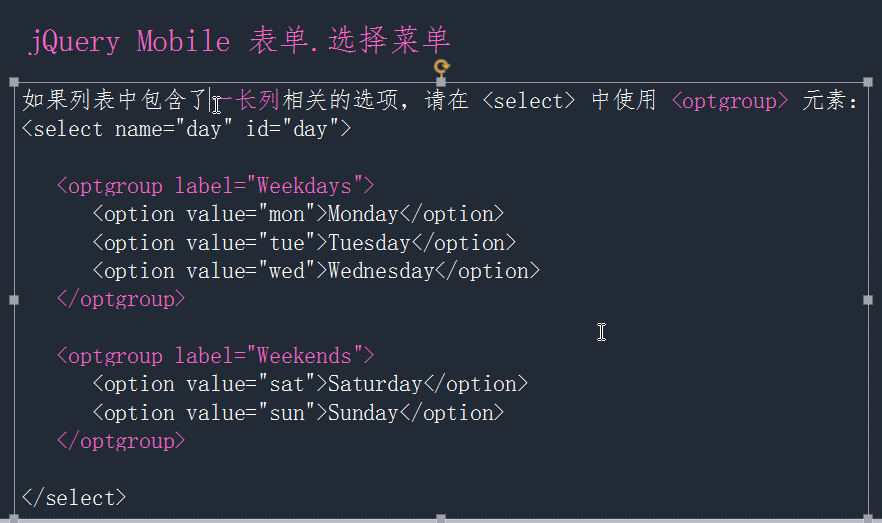 jQuery Mobile 表单.选择菜单
如果列表中包含了一长列相关的选项，请在 <select> 中使用 <optgroup> 元素：
<select name="day" id="day">
<optgroup label="Weekdays">
<option value="mon">Monday</option>
<option value="tue">Tuesday</option>
<option value="wed">Wednesday</option>
</optgroup>
<optgroup label="Weekends">
<option value="sat">Saturday</option>
<option value="sun">Sunday</option>
</optgroup>
</select>